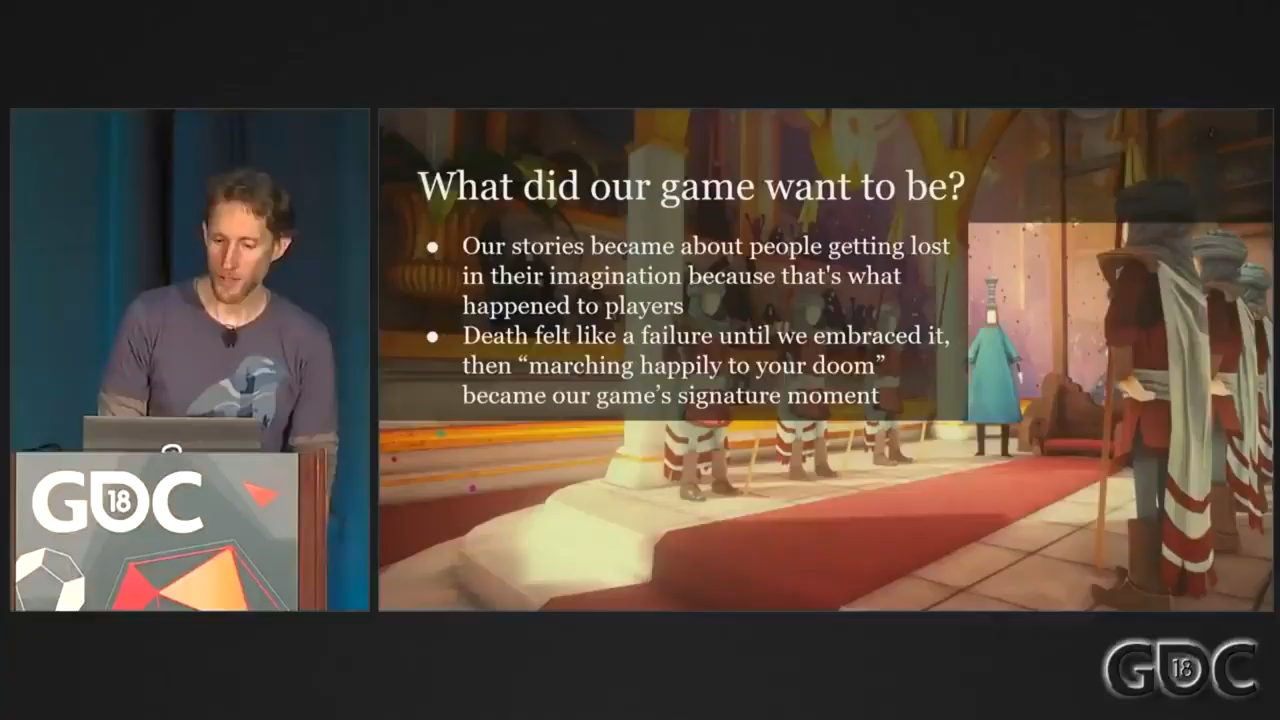 What did our game want to be?
● Our stories became about people getting lost
in their imagination because that's what
happened to players
● Death felt like a failure until we embraced it,
then “marching happily to your doom”
became our game’s signature moment
GDC
18
GDC
18